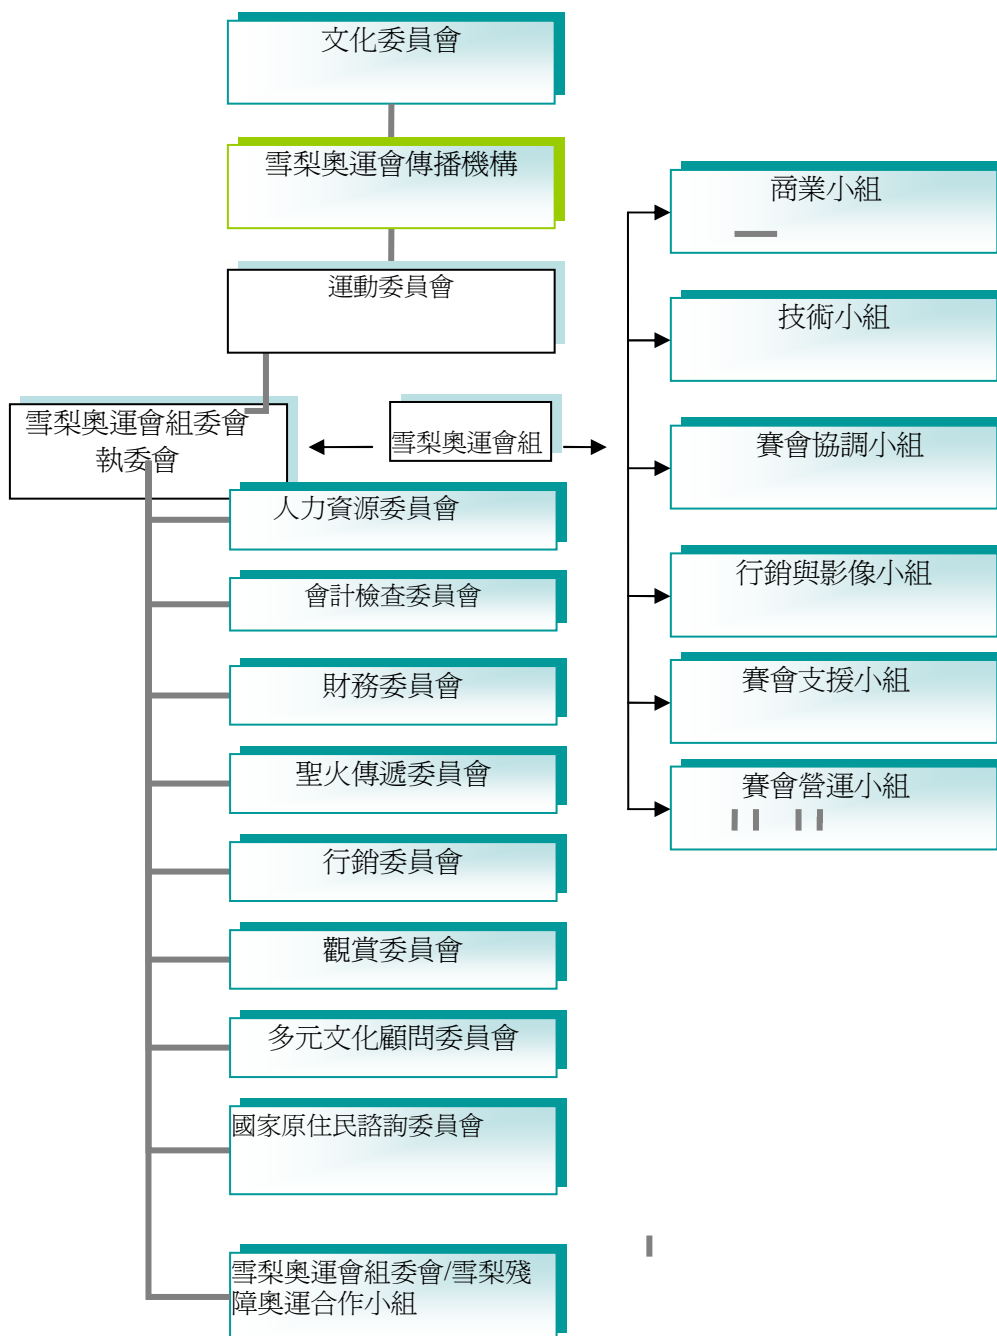 文化委員會
雪梨奧運會傳播機構
運動委員會
雪梨奧運會組委會
執委會
雪梨奧運會組
人力資源委員會
會計檢查委員會
財務委員會
聖火傳遞委員會
行銷委員會
觀賞委員會
多元文化顧問委員會
國家原住民諮詢委員會
雪梨奧運會組委會/雪梨殘
障奧運合作小組
商業小組
技術小組
賽會協調小組
行銷與影像小組
賽會支援小組
賽會營運小組